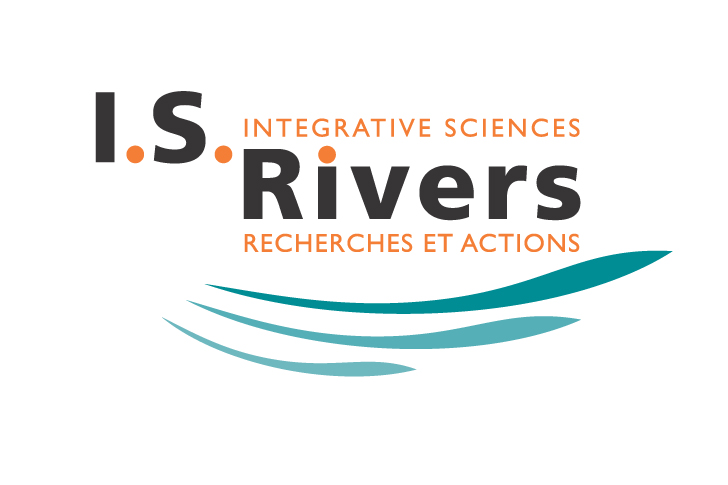 I.S.
INTEGRATIVE SCIENCES
Rivers
RECHERCHES ET ACTIONS